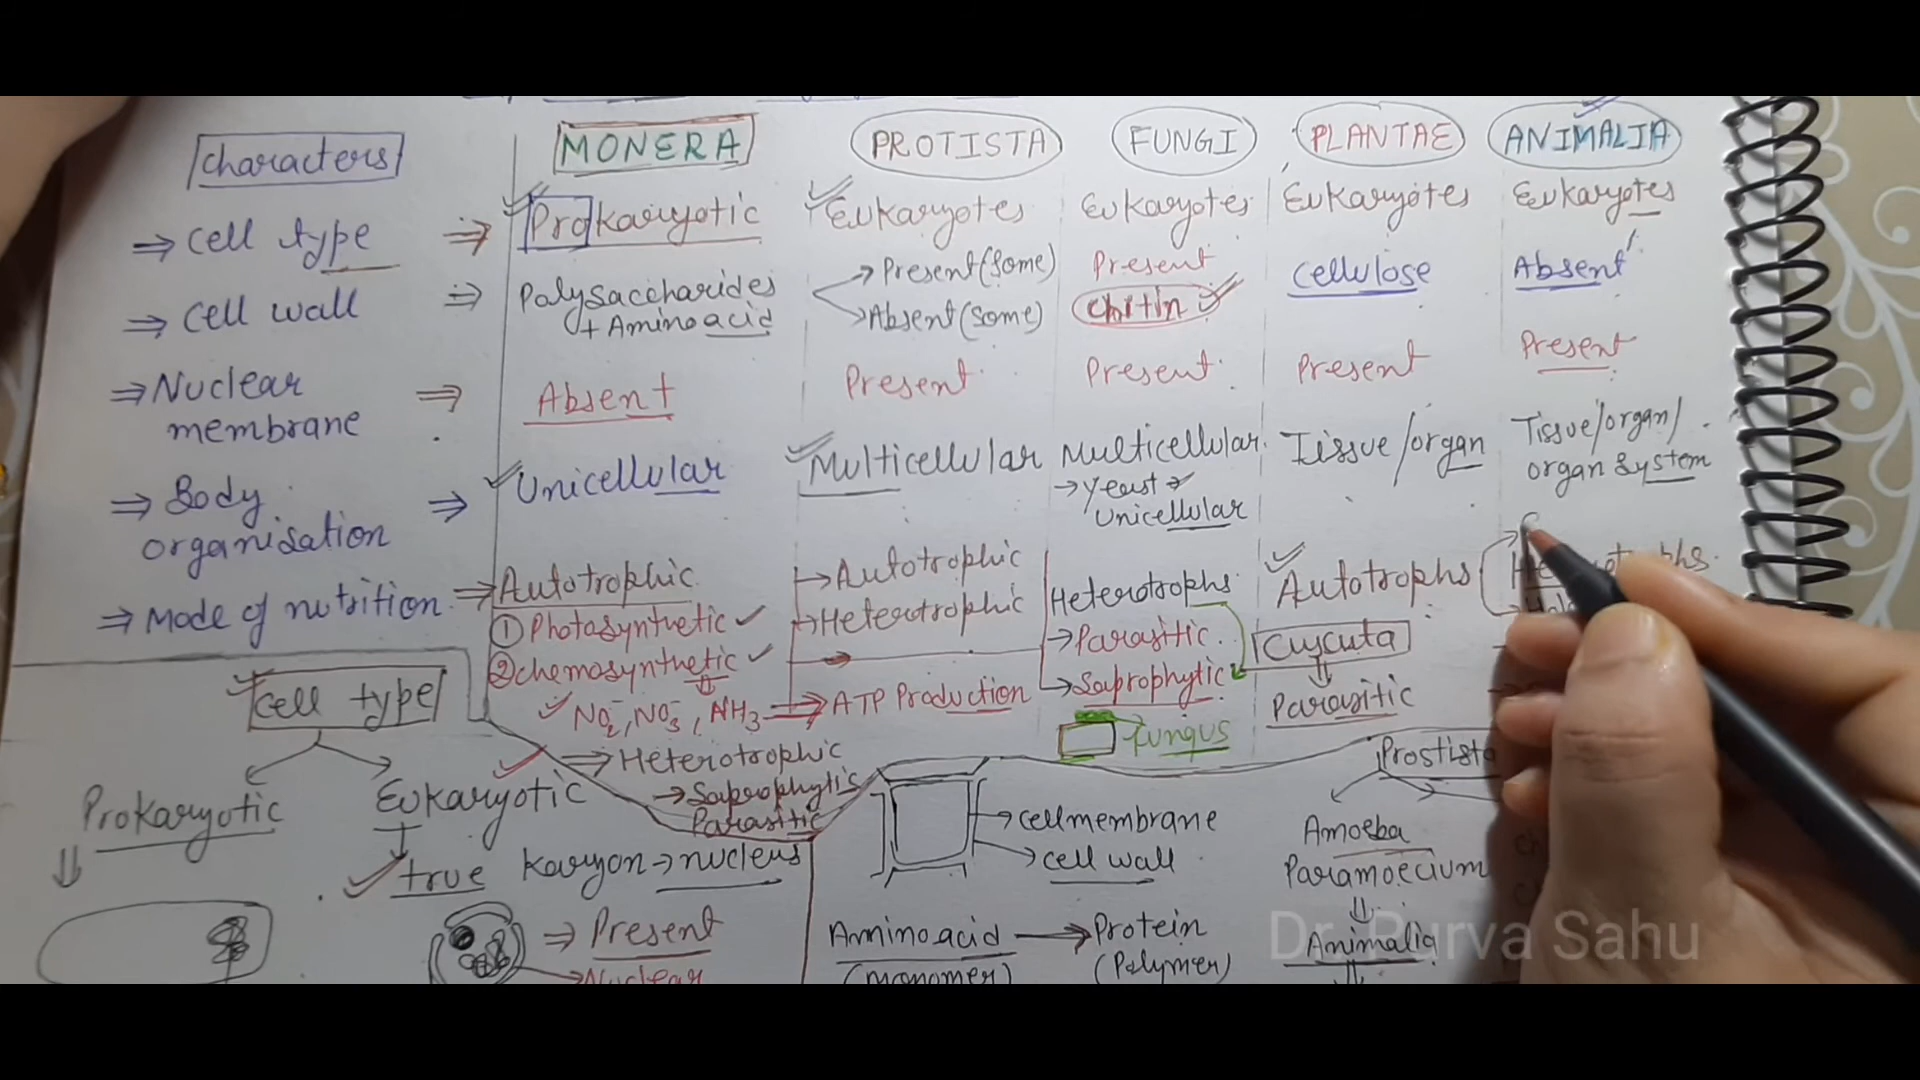 characters
MONERA
PROTISTA
FUNGI
PLANTAE
ANIMALIA
⇒ cell type ⇒
Prokaryotic
Eukaryotes
Eukaryotes
Eukaryotes
Eukaryotes
⇒ cell wall ⇒
Polysaccharides
+ Amino acid
→ Present (some)
→ Absent (some)
Present
Chitin
Cellulose
Absent
⇒ Nuclear
membrane ⇒
Absent
Present
Present
Present
Present
⇒ Body
organisation ⇒
Unicellular
Multicellular
Multicellular
→ Yeast →
Unicellular
Tissue/organ
Tissue/organ/
organ system
⇒ Mode of nutrition ⇒
Autotrophic
① Photosynthetic
② chemosynthetic
⇓
NO₂⁻, NO₃⁻, NH₃ ⇒ ATP Production
⇒ Heterotrophic
→ Saprophytic
Parasitic
→ Autotrophic
→ Heterotrophic
Heterotrophs
→ Parasitic
→ Saprophytic
fungus
Autotrophs
Cuscuta
⇓
Parasitic
cell type
Prokaryotic
⇓
Eukaryotic
true karyon → nucleus
⇒ Present
→ Nuclear
→ cell membrane
→ cell wall
Amino acid → Protein
(monomer) (Polymer)
Amoeba
Paramoecium
⇓
Animalia
Dr. Purva Sahu